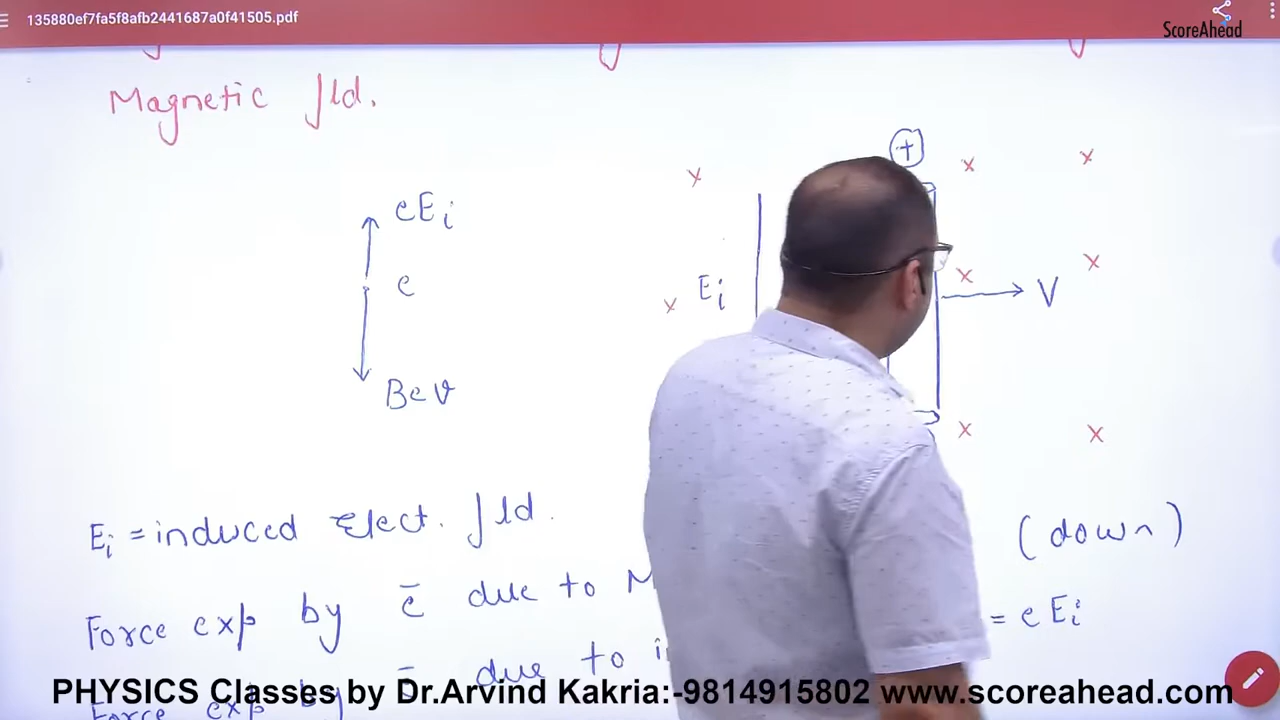 135880ef7fa5f8afb2441687a0f41505.pdf
ScoreAhead
Magnetic fld.
+
x x x
eEi
e
Bev
x Ei x x
V
x x
Ei = induced Elect. fld.
(down)
Force exp by e̅ due to M
= eEi
Force exp by e̅ due to i
PHYSICS Classes by Dr.Arvind Kakria:-9814915802 www.scoreahead.com